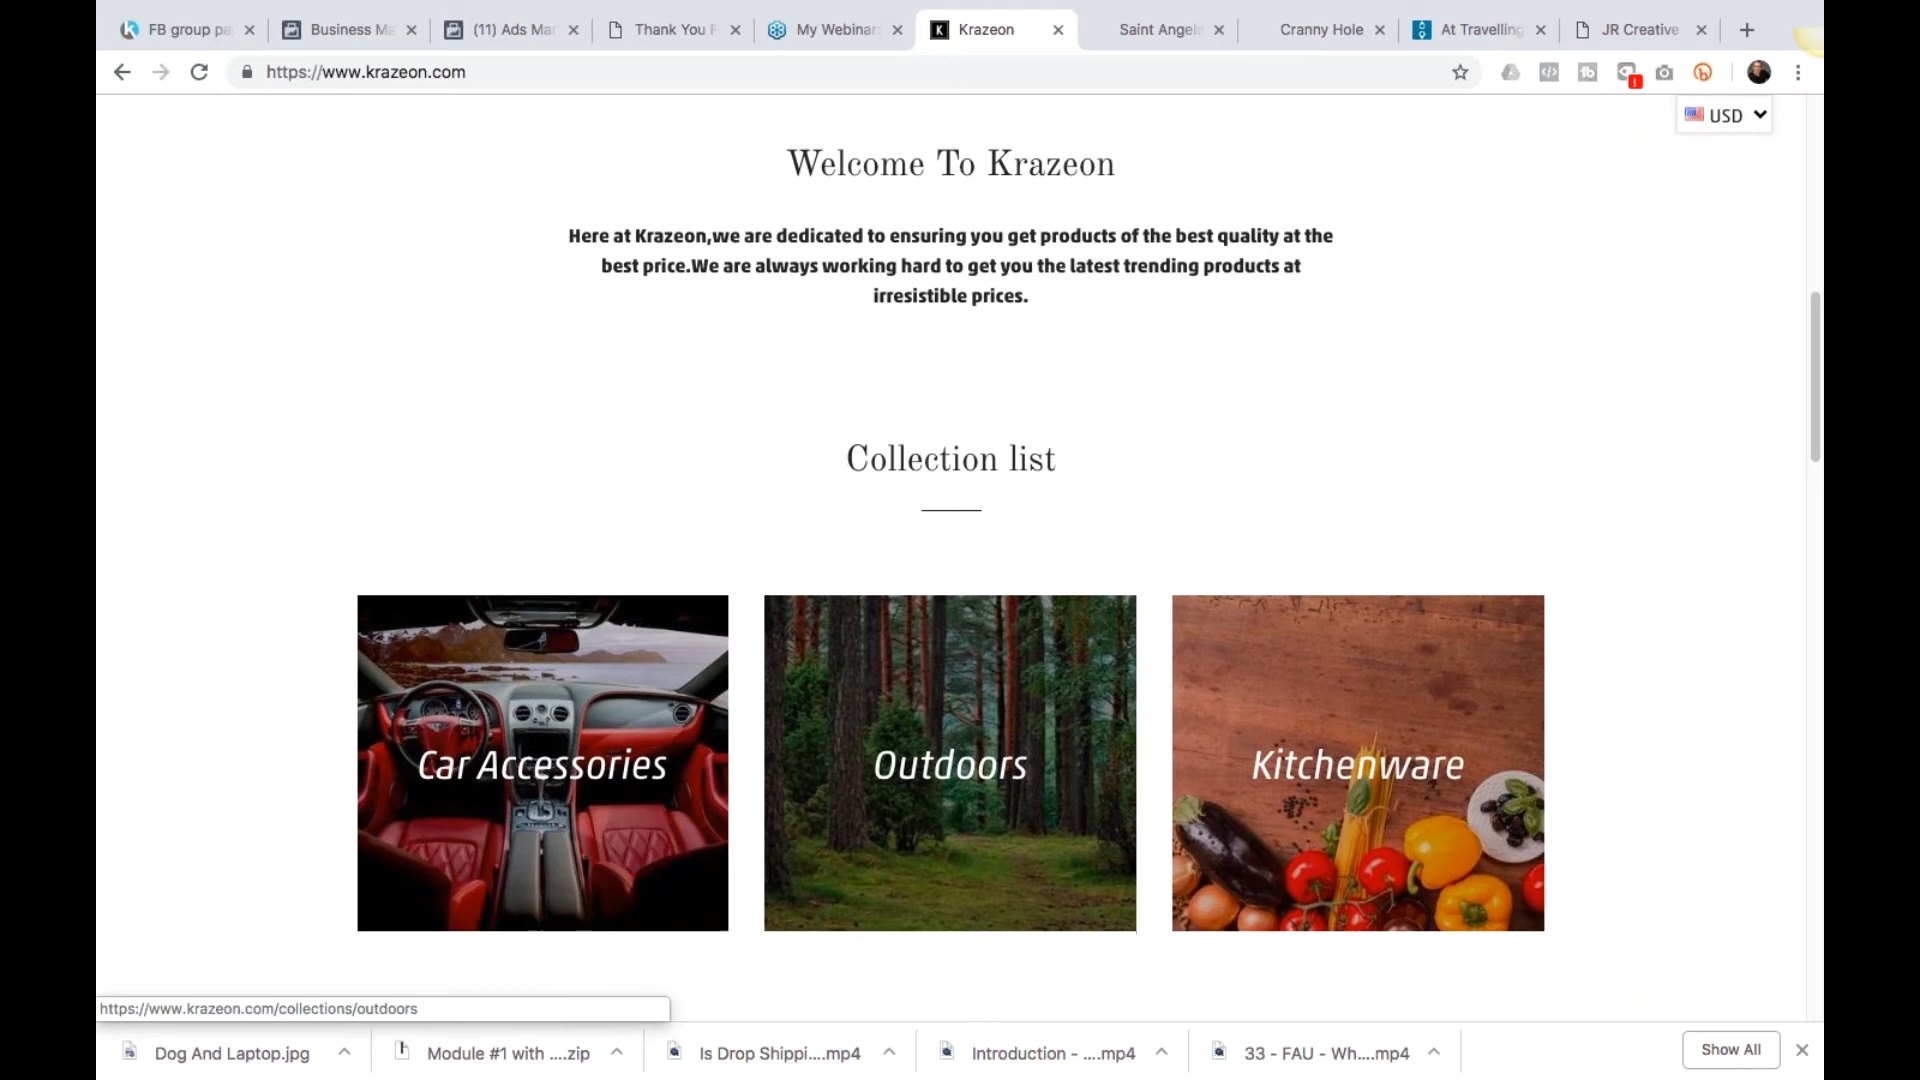 FB group pa
Business Ma
(11) Ads Man
Thank You P
My Webinars
K
Krazeon
Saint Angel
Cranny Hole
At Travelling
JR Creative
https://www.krazeon.com
USD
Welcome To Krazeon
Here at Krazeon,we are dedicated to ensuring you get products of the best quality at the
best price.We are always working hard to get you the latest trending products at
irresistible prices.
Collection list
Car Accessories
Outdoors
Kitchenware
https://www.krazeon.com/collections/outdoors
Dog And Laptop.jpg
Module #1 with ....zip
Is Drop Shippi....mp4
Introduction - ....mp4
33 - FAU - Wh....mp4
Show All